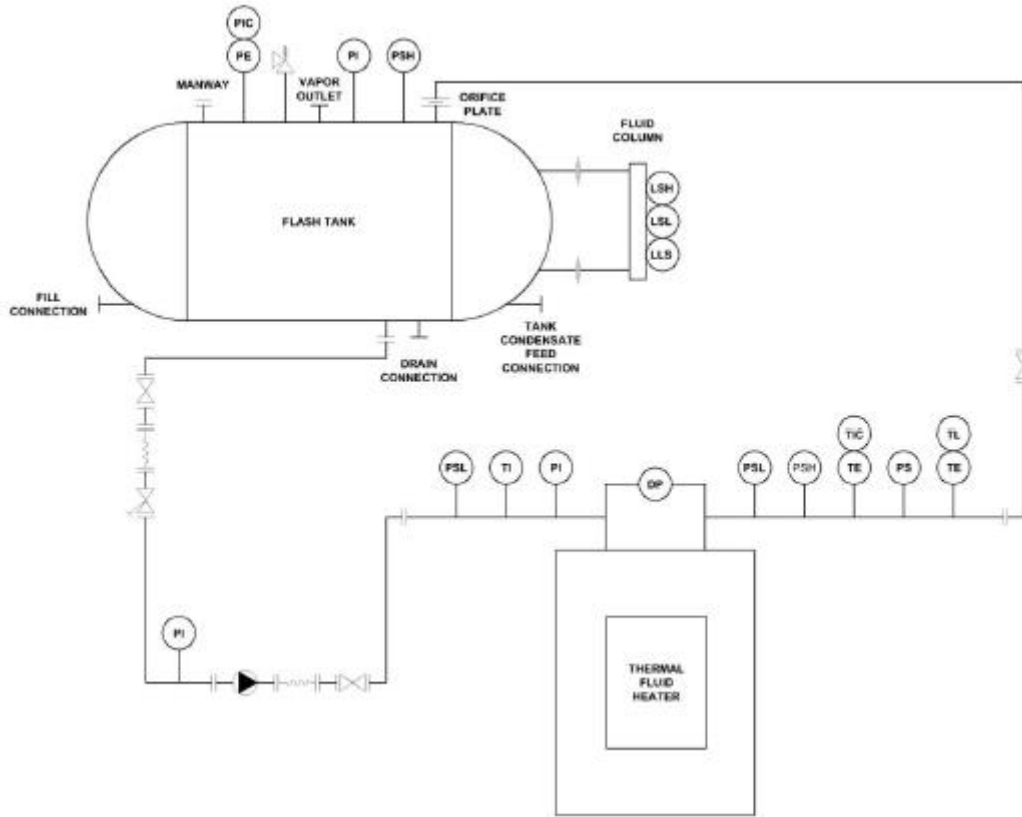 PIC
PE
PI
PSH
MANWAY
VAPOR
OUTLET
ORIFICE
PLATE
FLUID
COLUMN
LSH
LSL
LLS
FLASH TANK
FILL
CONNECTION
DRAIN
CONNECTION
TANK
CONDENSATE
FEED
CONNECTION
PSL
TI
PI
DP
PSL
PSH
TIC
TE
PS
TL
TE
PI
THERMAL
FLUID
HEATER